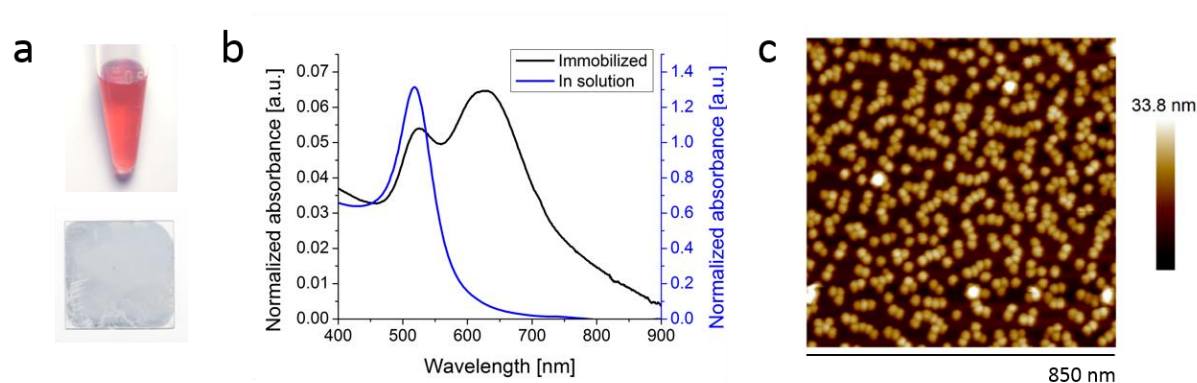 a
b
c
Immobilized
In solution
Normalized absorbance [a.u.]
0.07
0.06
0.05
0.04
0.03
0.02
0.01
0.00
400 500 600 700 800 900
Wavelength [nm]
1.4
1.2
1.0
0.8
0.6
0.4
0.2
0.0
Normalized absorbance [a.u.]
33.8 nm
850 nm